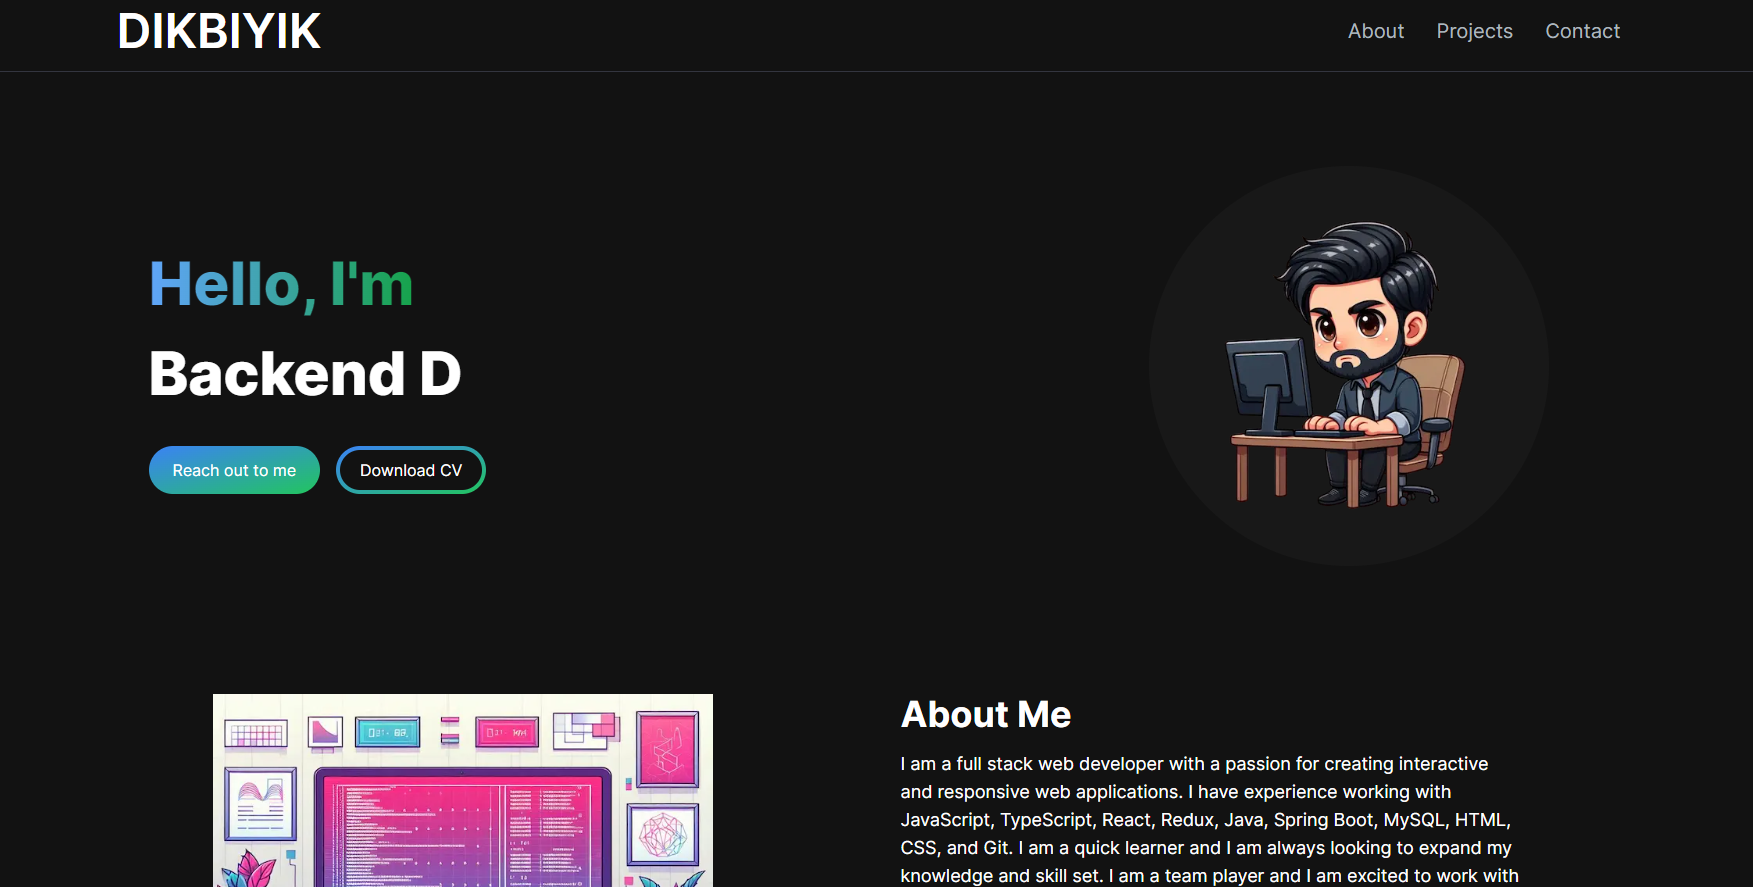 DIKBIYIK
About Projects Contact
Hello, I'm
Backend D
Reach out to me
Download CV
About Me
I am a full stack web developer with a passion for creating interactive
and responsive web applications. I have experience working with
JavaScript, TypeScript, React, Redux, Java, Spring Boot, MySQL, HTML,
CSS, and Git. I am a quick learner and I am always looking to expand my
knowledge and skill set. I am a team player and I am excited to work with